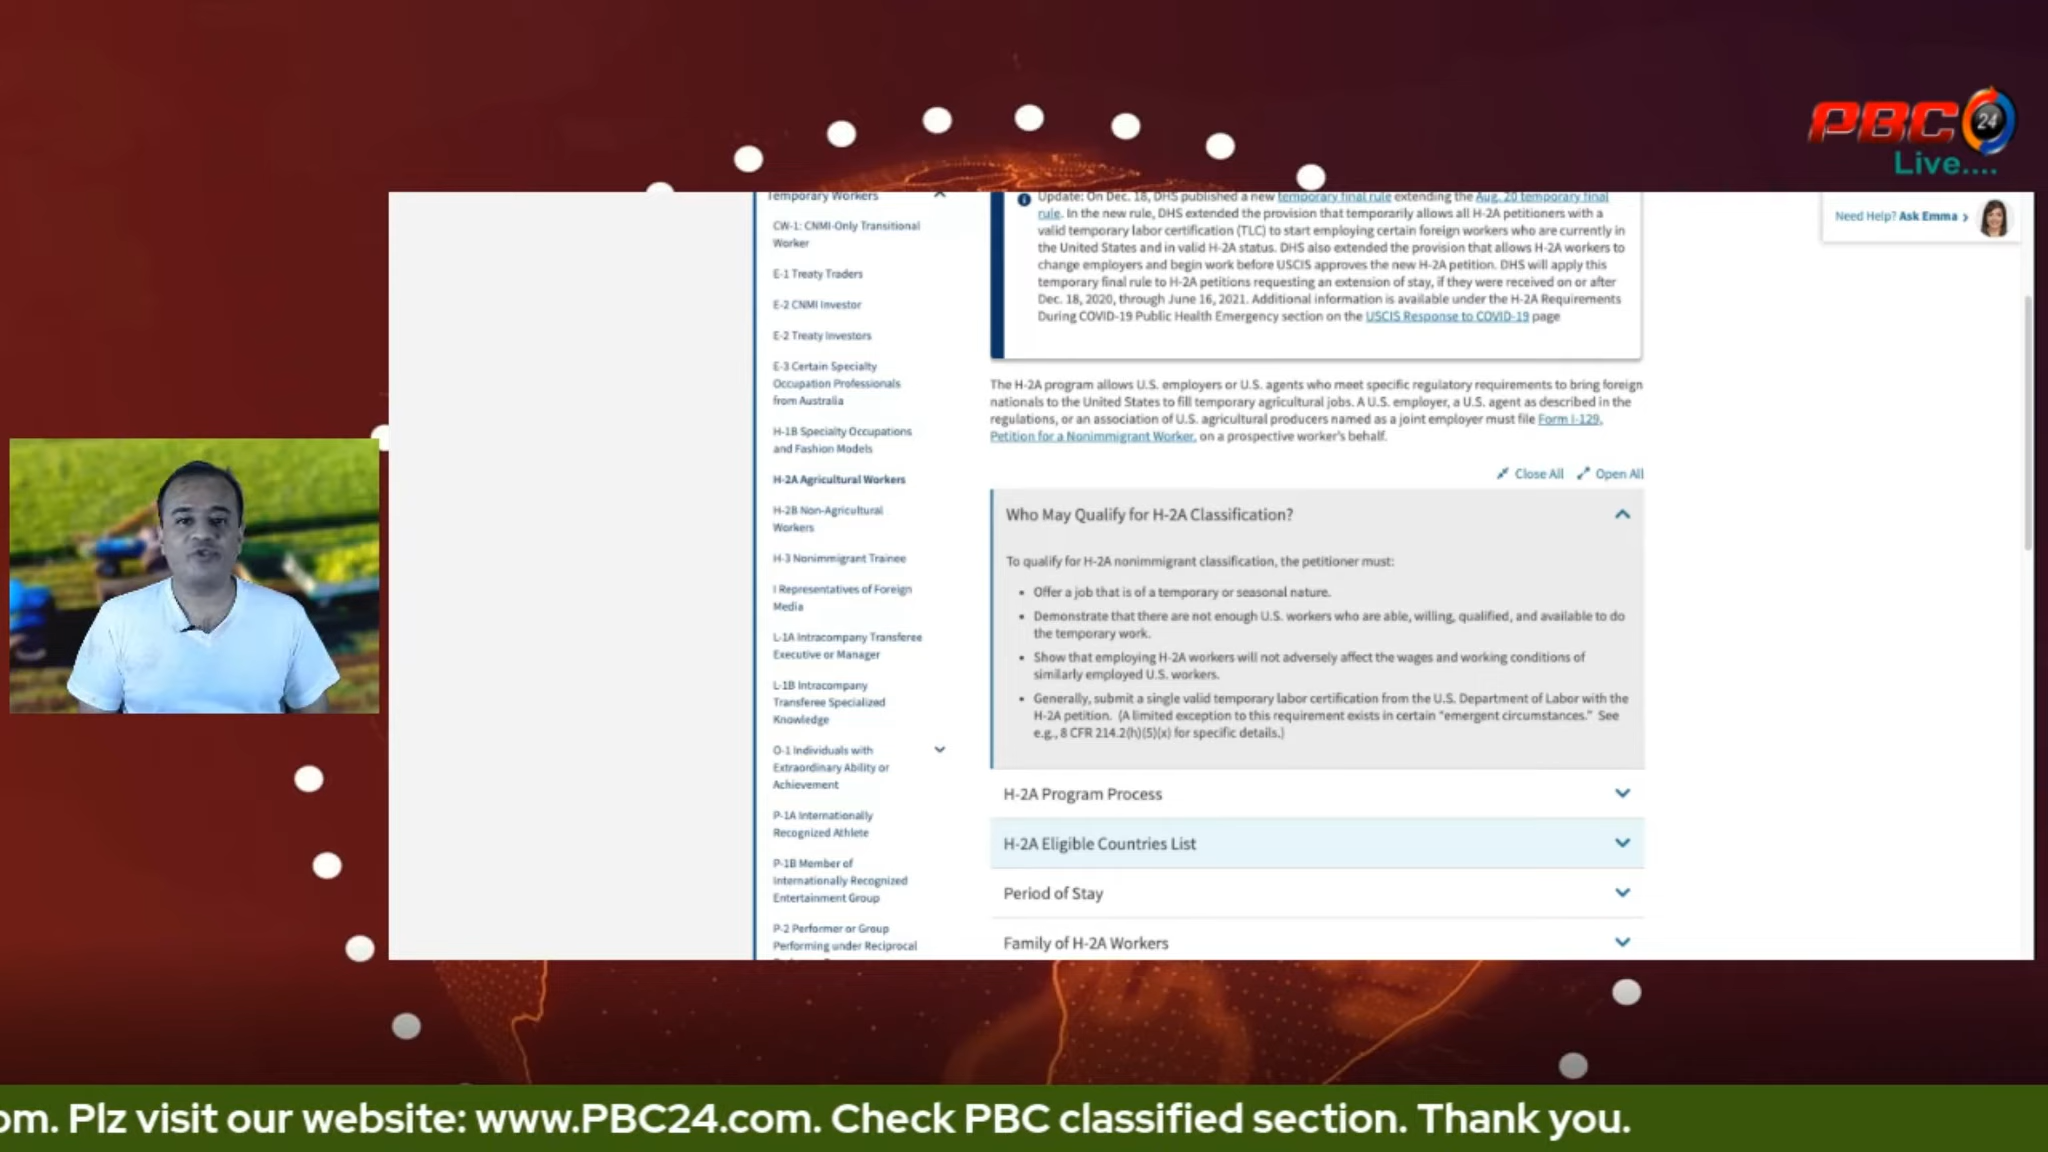 PBC 24
Live....
Temporary Workers
CW-1: CNMI-Only Transitional
Worker
E-1 Treaty Traders
E-2 CNMI Investor
E-2 Treaty Investors
E-3 Certain Specialty
Occupation Professionals
from Australia
H-1B Specialty Occupations
and Fashion Models
H-2A Agricultural Workers
H-2B Non-Agricultural
Workers
H-3 Nonimmigrant Trainee
I Representatives of Foreign
Media
L-1A Intracompany Transferee
Executive or Manager
L-1B Intracompany
Transferee Specialized
Knowledge
O-1 Individuals with
Extraordinary Ability or
Achievement
P-1A Internationally
Recognized Athlete
P-1B Member of
Internationally Recognized
Entertainment Group
P-2 Performer or Group
Performing under Reciprocal
Update: On Dec. 18, DHS published a new temporary final rule extending the Aug. 20 temporary final
rule. In the new rule, DHS extended the provision that temporarily allows all H-2A petitioners with a
valid temporary labor certification (TLC) to start employing certain foreign workers who are currently in
the United States and in valid H-2A status. DHS also extended the provision that allows H-2A workers to
change employers and begin work before USCIS approves the new H-2A petition. DHS will apply this
temporary final rule to H-2A petitions requesting an extension of stay, if they were received on or after
Dec. 18, 2020, through June 16, 2021. Additional information is available under the H-2A Requirements
During COVID-19 Public Health Emergency section on the USCIS Response to COVID-19 page
Need Help? Ask Emma >
The H-2A program allows U.S. employers or U.S. agents who meet specific regulatory requirements to bring foreign
nationals to the United States to fill temporary agricultural jobs. A U.S. employer, a U.S. agent as described in the
regulations, or an association of U.S. agricultural producers named as a joint employer must file Form I-129,
Petition for a Nonimmigrant Worker, on a prospective worker's behalf.
Close All Open All
Who May Qualify for H-2A Classification?
To qualify for H-2A nonimmigrant classification, the petitioner must:
• Offer a job that is of a temporary or seasonal nature.
• Demonstrate that there are not enough U.S. workers who are able, willing, qualified, and available to do
the temporary work.
• Show that employing H-2A workers will not adversely affect the wages and working conditions of
similarly employed U.S. workers.
• Generally, submit a single valid temporary labor certification from the U.S. Department of Labor with the
H-2A petition. (A limited exception to this requirement exists in certain "emergent circumstances." See
e.g., 8 CFR 214.2(h)(5)(x) for specific details.)
H-2A Program Process
H-2A Eligible Countries List
Period of Stay
Family of H-2A Workers
om. Plz visit our website: www.PBC24.com. Check PBC classified section. Thank you.